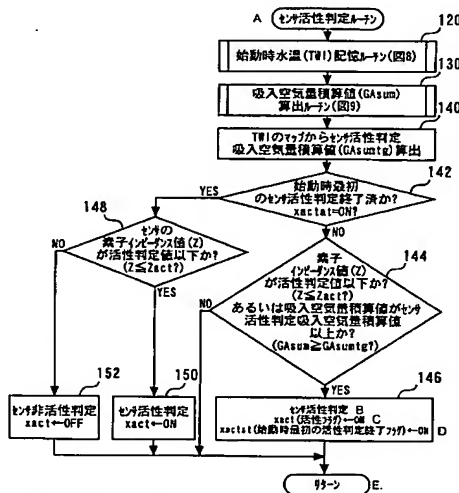 A センサ活性判定ルーチン
120
始動時水温(TWI)記憶ルーチン(図8)
130
吸入空気量積算値(GAsum)
算出ルーチン(図9)
140
TWIのマップからセンサ活性判定
吸入空気量積算値(GAsumtg)算出
142
始動時最初
のセンサ活性判定終了済か?
xactst=ON?
YES
NO
148
センサの
素子インピーダンス値(Z)
が活性判定値以下か?
(Z≦Zact?)
NO
YES
144
素子
インピーダンス値(Z)
が活性判定値以下か?
(Z≦Zact?)
あるいは吸入空気量積算値がセンサ
活性判定吸入空気量積算値
以上か?
(GAsum≧GAsumtg?)
NO
YES
152
センサ非活性判定
xact←OFF
150
センサ活性判定
xact←ON
146
センサ活性判定 B
xact(活性フラグ)←ON C
xactst(始動時最初の活性判定終了フラグ)←ON D
リターン E.